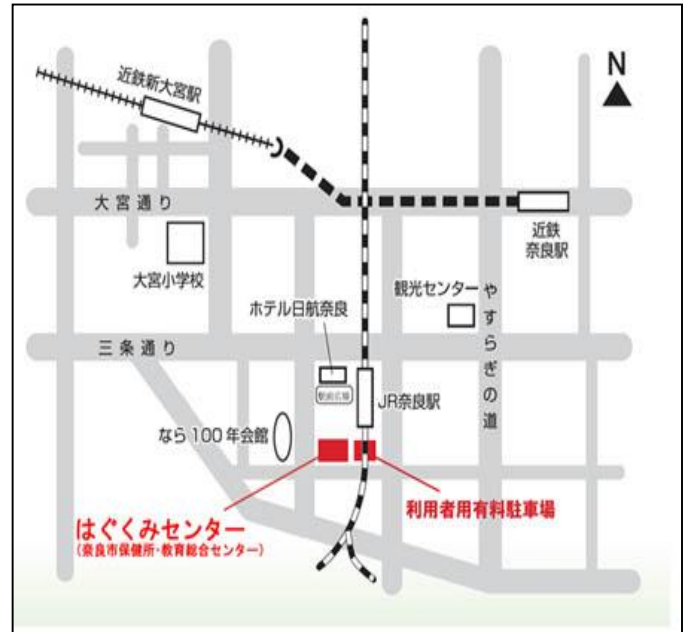 N
近鉄新大宮駅
大宮通り
近鉄
奈良駅
大宮小学校
観光センター
やすらぎの道
ホテル日航奈良
三条通り
駅前広場
JR奈良駅
なら100年会館
利用者用有料駐車場
はぐくみセンター
(奈良市保健所・教育総合センター)